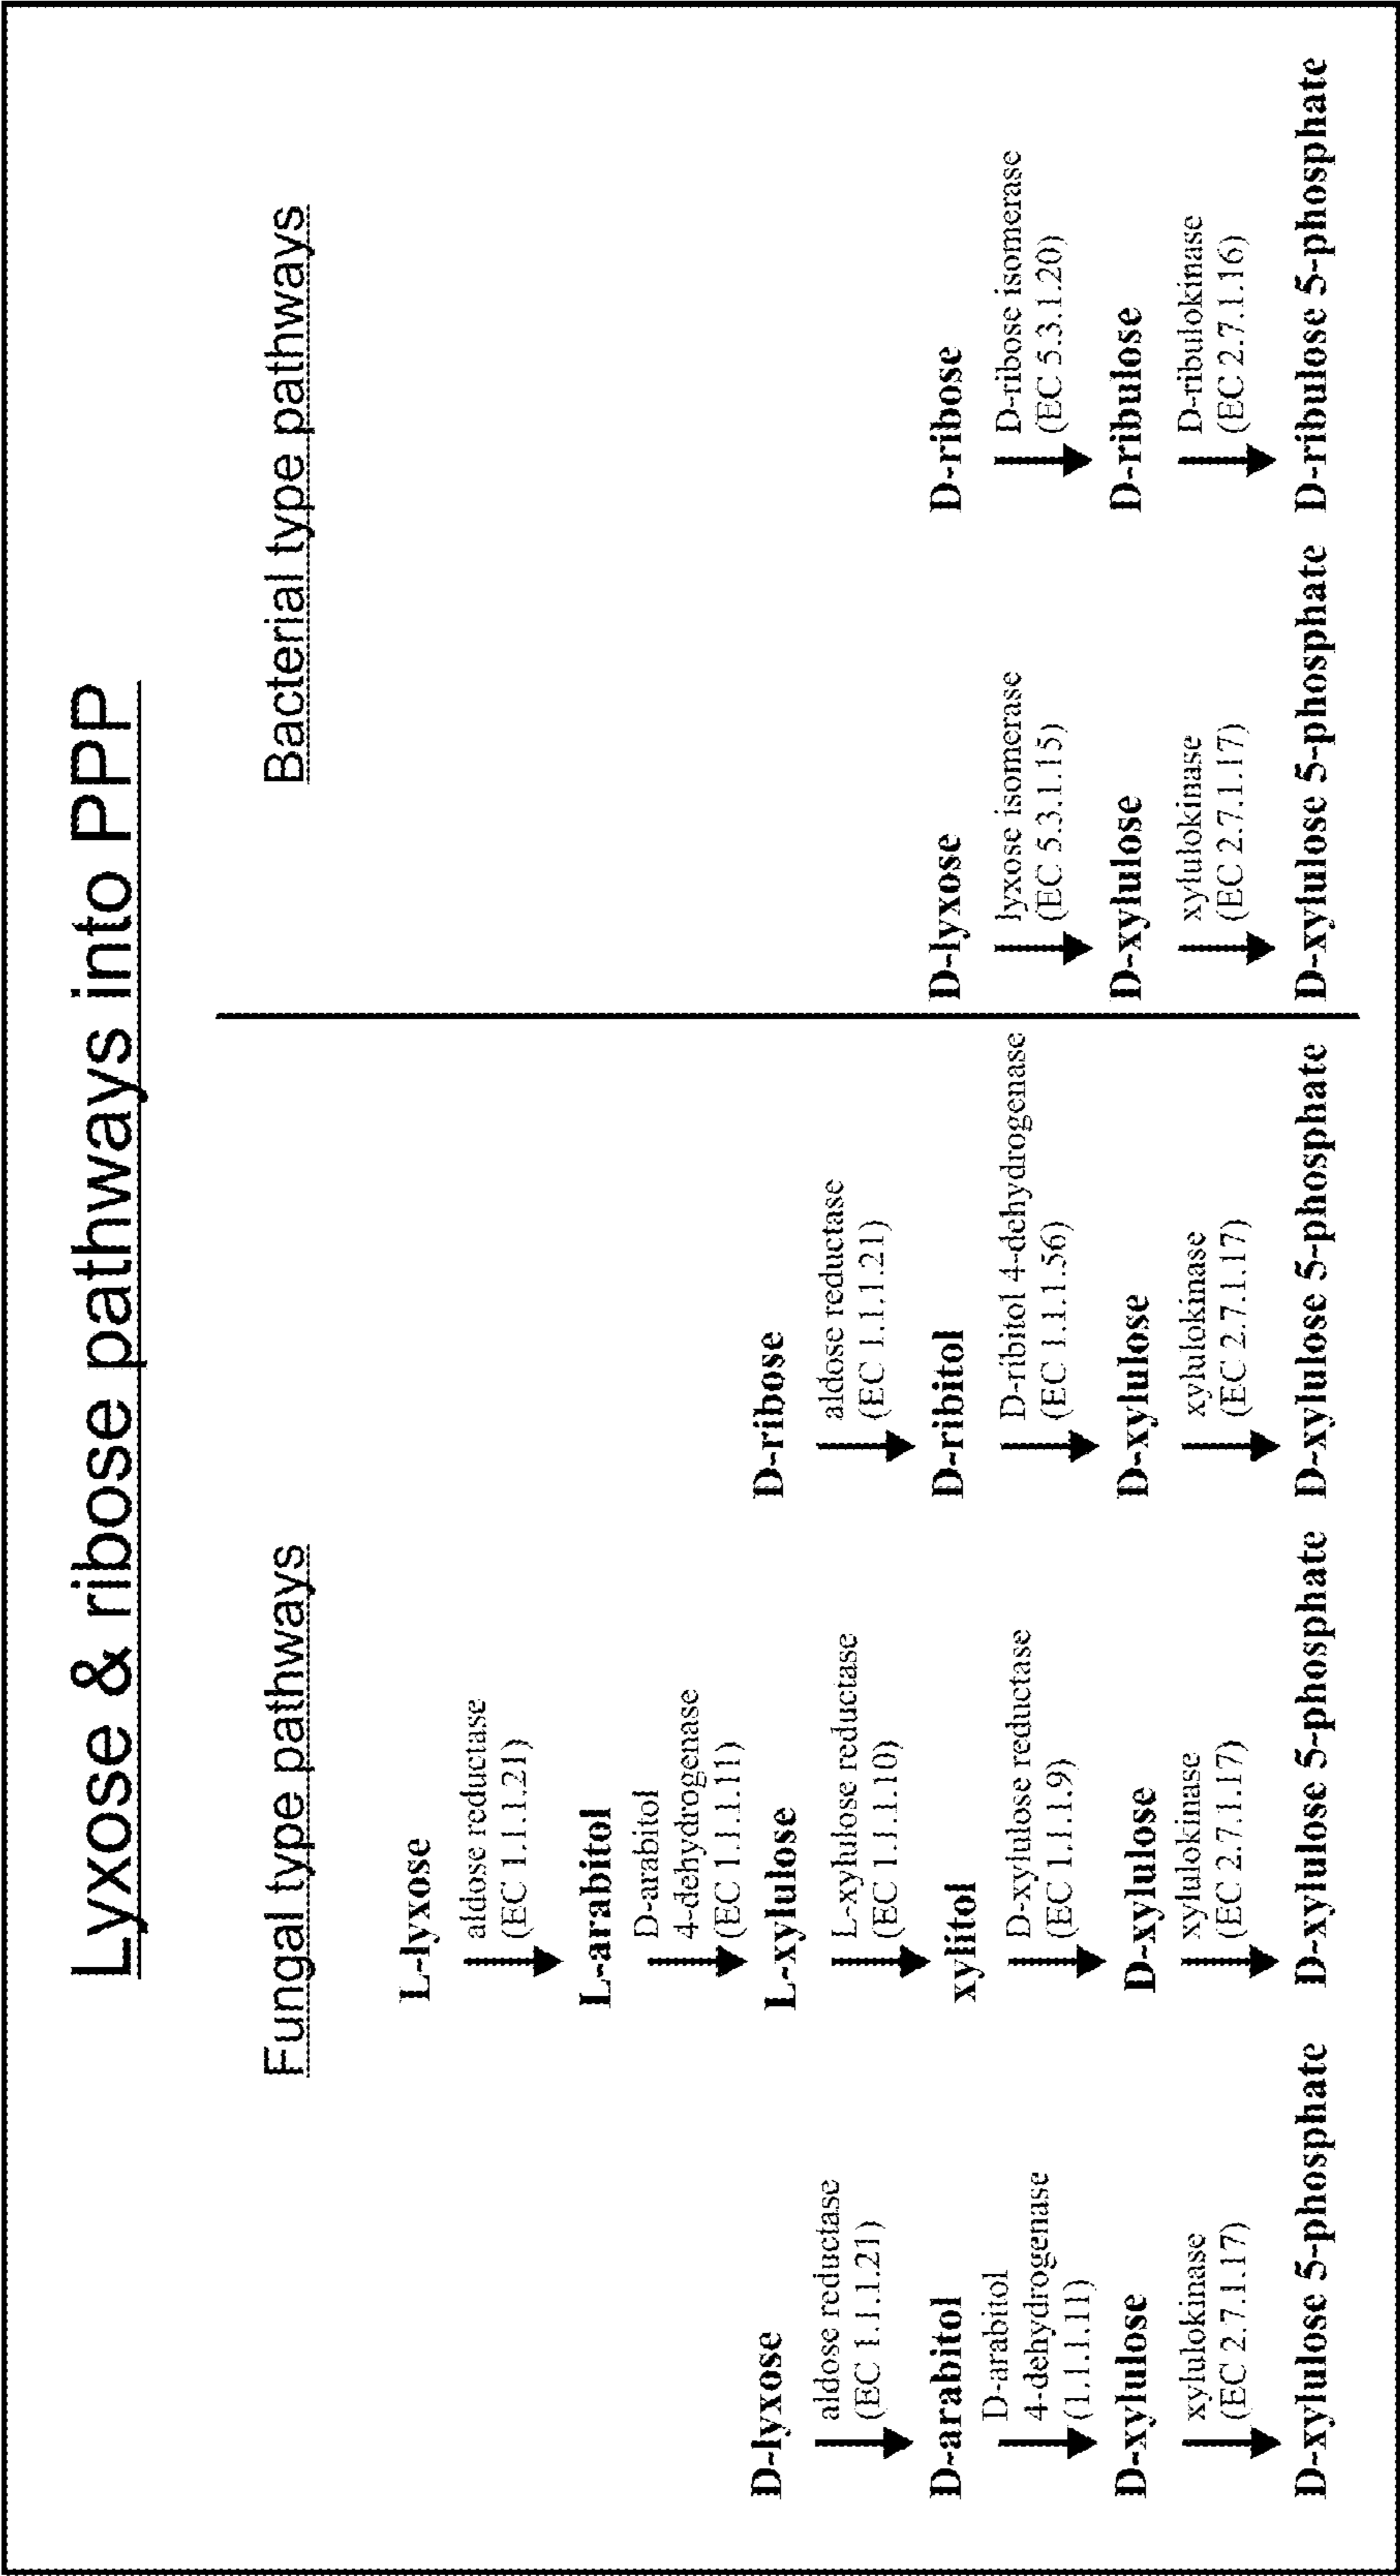 Lyxose & ribose pathways into PPP
Fungal type pathways
D-lyxose
aldose reductase
(EC 1.1.1.21)
D-arabitol
D-arabitol
4-dehydrogenase
(1.1.1.11)
D-xylulose
xylulokinase
(EC 2.7.1.17)
D-xylulose 5-phosphate
L-lyxose
aldose reductase
(EC 1.1.1.21)
L-arabitol
D-arabitol
4-dehydrogenase
(EC 1.1.1.11)
L-xylulose
L-xylulose reductase
(EC 1.1.1.10)
xylitol
D-xylulose reductase
(EC 1.1.1.9)
D-xylulose
xylulokinase
(EC 2.7.1.17)
D-xylulose 5-phosphate
D-ribose
aldose reductase
(EC 1.1.1.21)
D-ribitol
D-ribitol 4-dehydrogenase
(EC 1.1.1.56)
D-xylulose
xylulokinase
(EC 2.7.1.17)
D-xylulose 5-phosphate
Bacterial type pathways
D-lyxose
lyxose isomerase
(EC 5.3.1.15)
D-xylulose
xylulokinase
(EC 2.7.1.17)
D-xylulose 5-phosphate
D-ribose
D-ribose isomerase
(EC 5.3.1.20)
D-ribulose
D-ribulokinase
(EC 2.7.1.16)
D-ribulose 5-phosphate